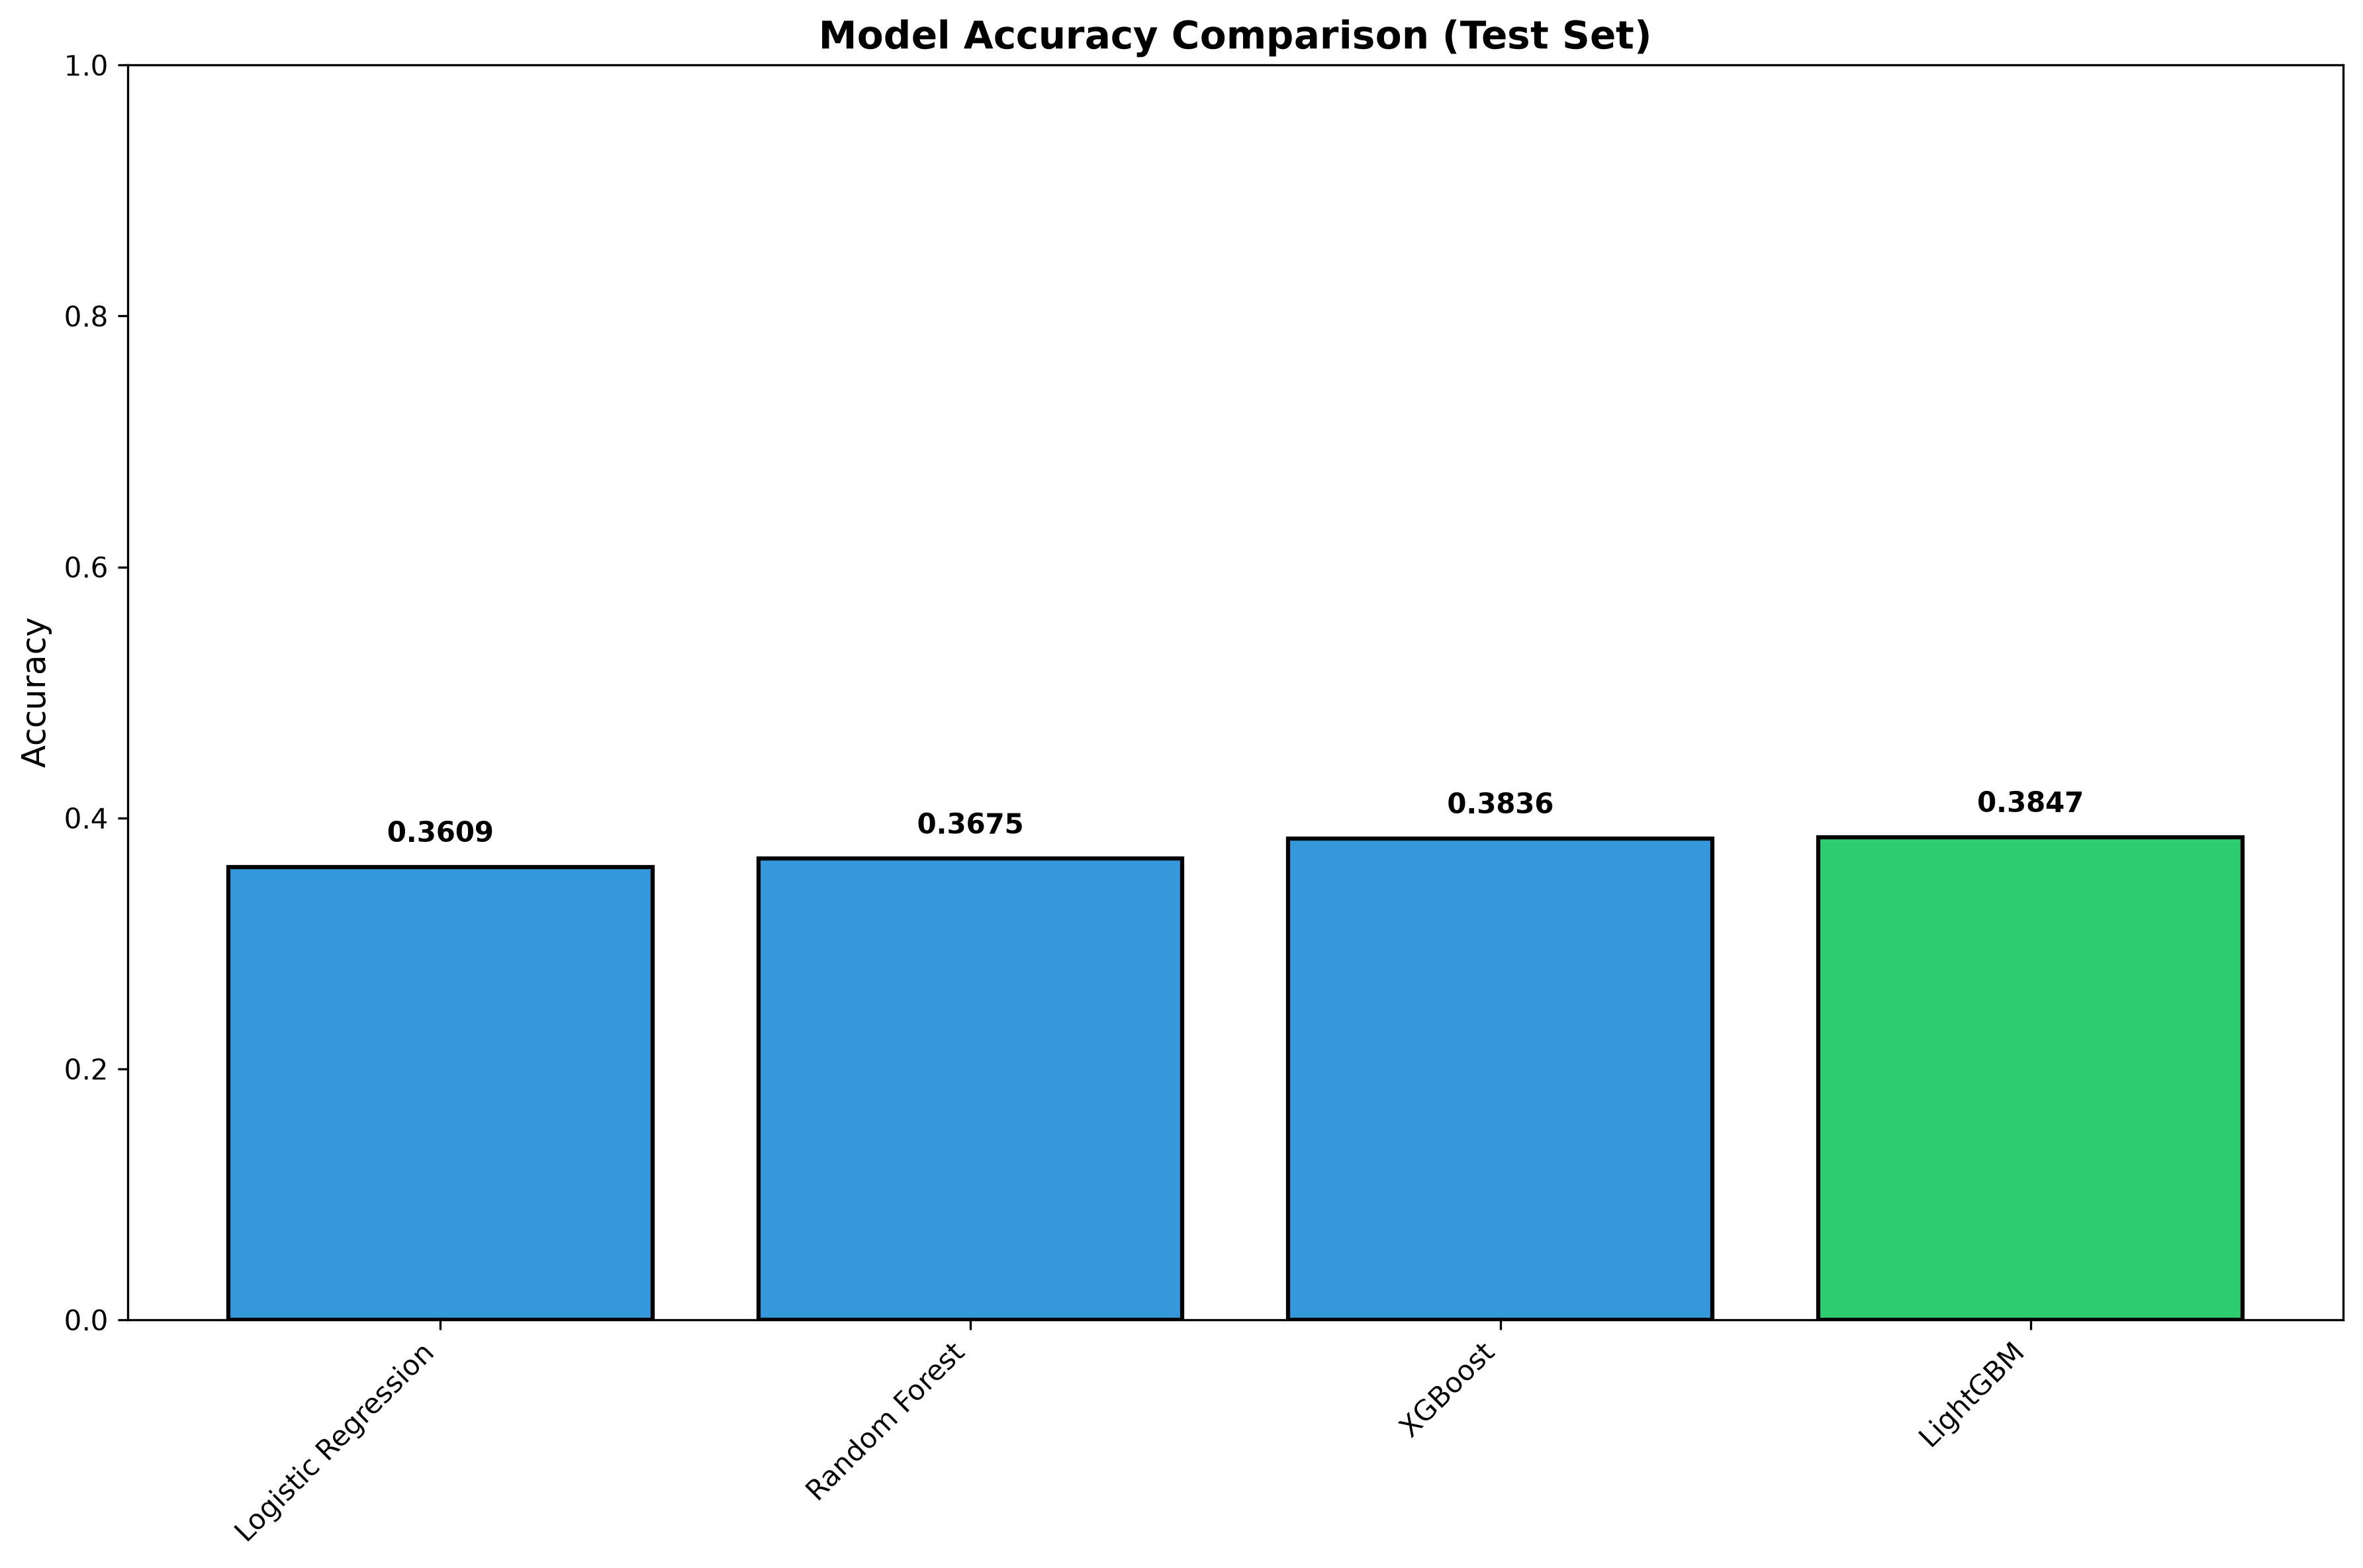 Model Accuracy Comparison (Test Set)
1.0
0.8
0.6
0.4
0.2
0.0
Accuracy
0.3609
0.3675
0.3836
0.3847
Logistic Regression
Random Forest
XGBoost
LightGBM